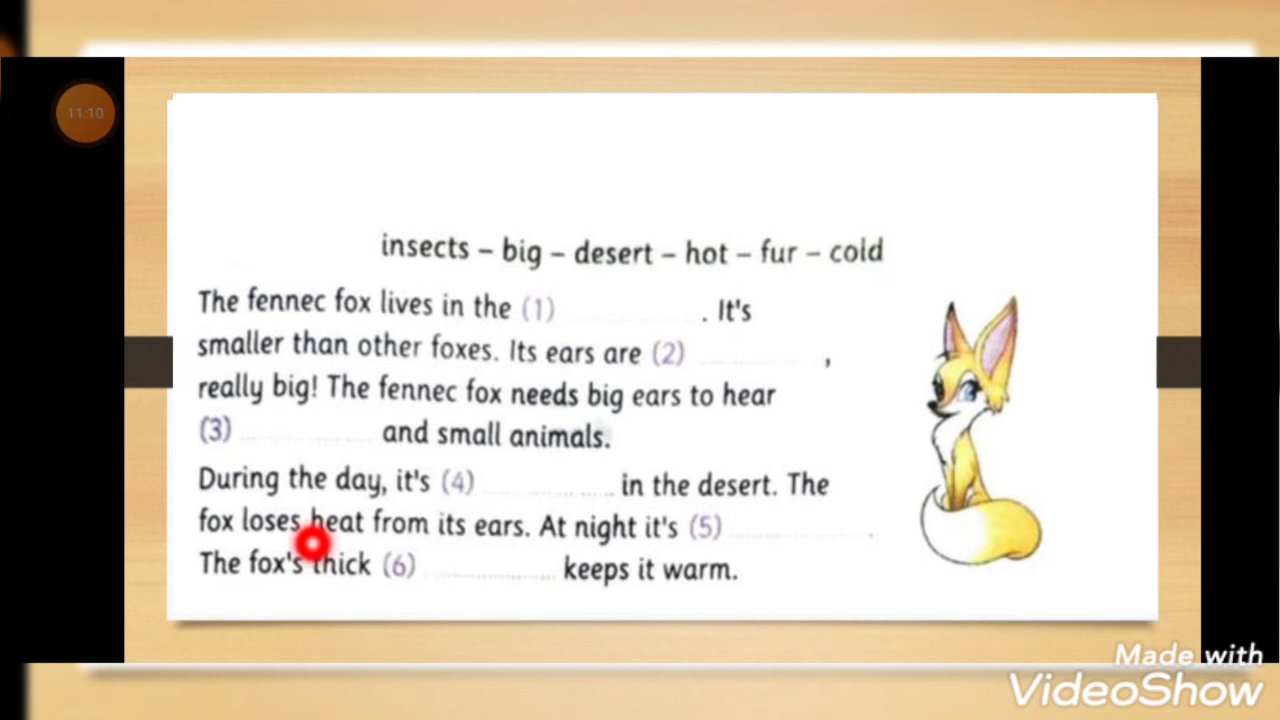 11:10
insects – big – desert – hot – fur – cold
The fennec fox lives in the (1) . It's
smaller than other foxes. Its ears are (2) ,
really big! The fennec fox needs big ears to hear
(3) and small animals.
During the day, it's (4) in the desert. The
fox loses heat from its ears. At night it's (5) .
The fox's thick (6) keeps it warm.
Made with
VideoShow